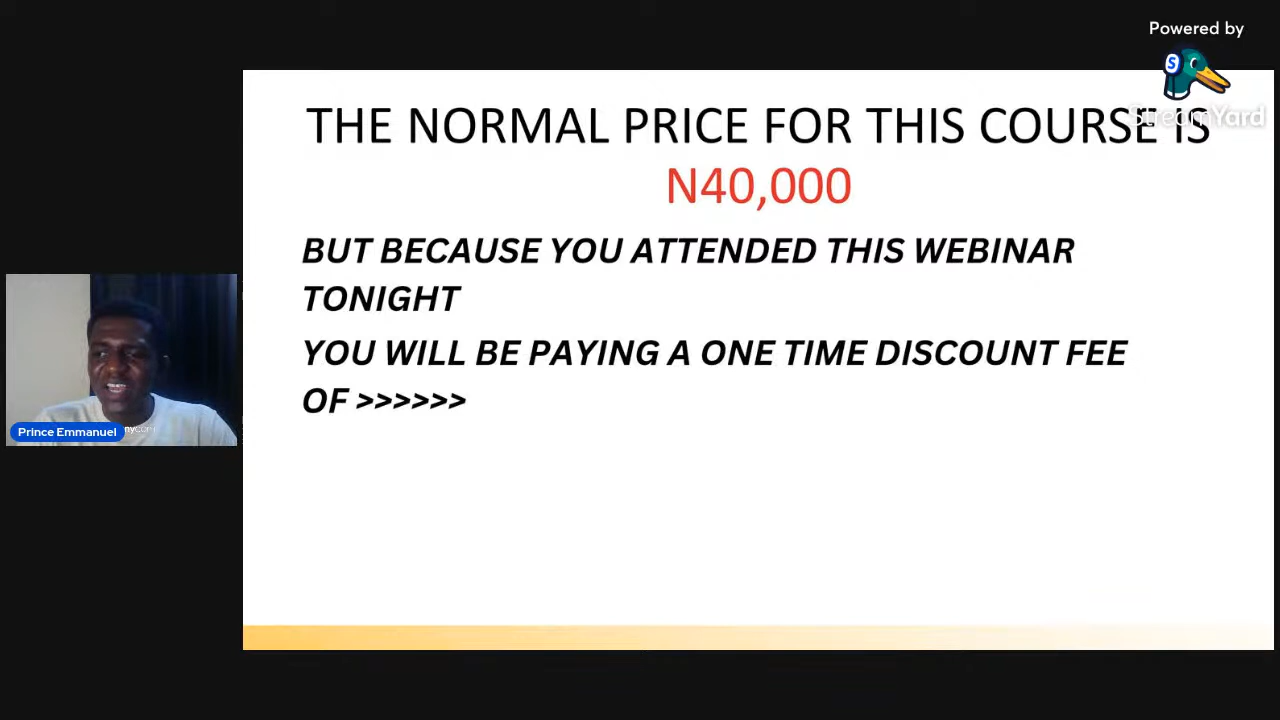 Powered by
StreamYard
THE NORMAL PRICE FOR THIS COURSE IS
N40,000
BUT BECAUSE YOU ATTENDED THIS WEBINAR
TONIGHT
YOU WILL BE PAYING A ONE TIME DISCOUNT FEE
OF >>>>>>
Prince Emmanuel